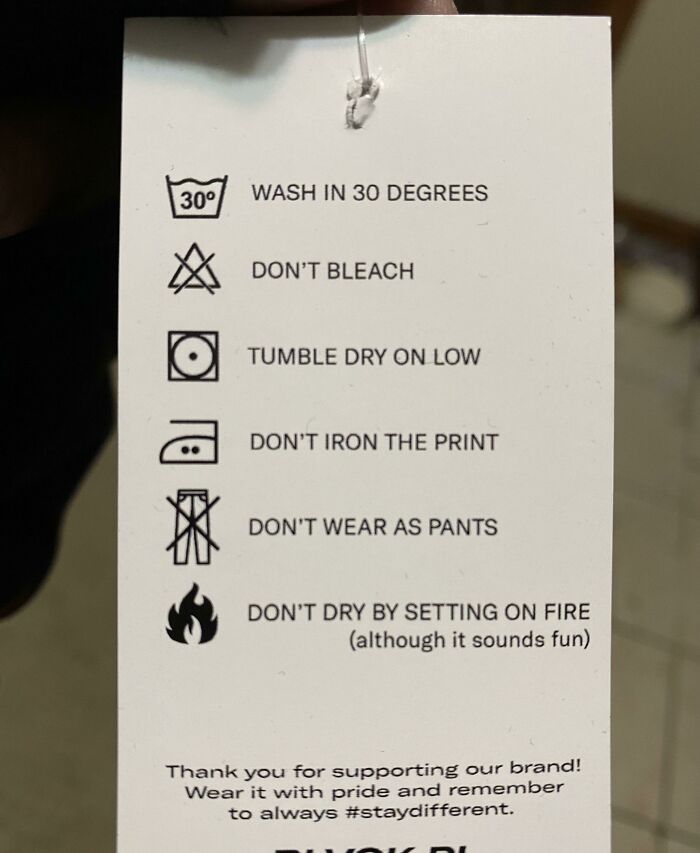 30°
WASH IN 30 DEGREES
DON'T BLEACH
TUMBLE DRY ON LOW
DON'T IRON THE PRINT
DON'T WEAR AS PANTS
DON'T DRY BY SETTING ON FIRE
(although it sounds fun)
Thank you for supporting our brand!
Wear it with pride and remember
to always #staydifferent.